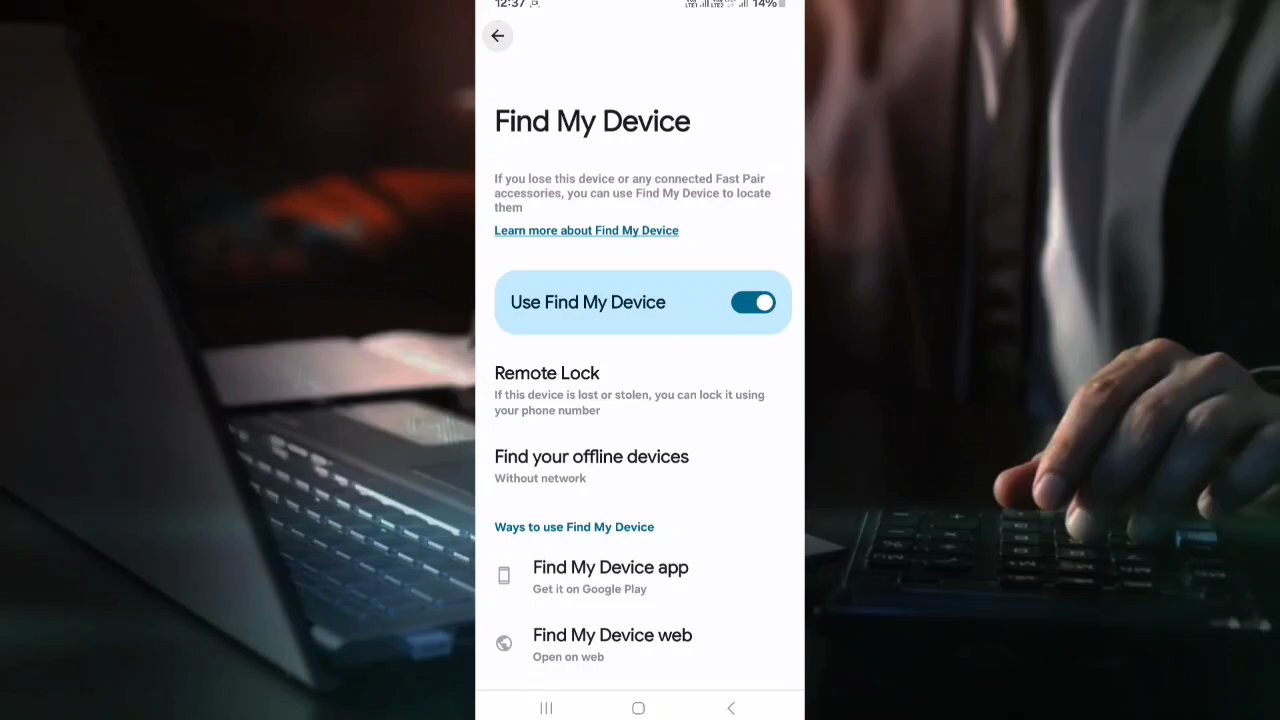 12:37
14%
Find My Device
If you lose this device or any connected Fast Pair
accessories, you can use Find My Device to locate
them
Learn more about Find My Device
Use Find My Device
Remote Lock
If this device is lost or stolen, you can lock it using
your phone number
Find your offline devices
Without network
Ways to use Find My Device
Find My Device app
Get it on Google Play
Find My Device web
Open on web